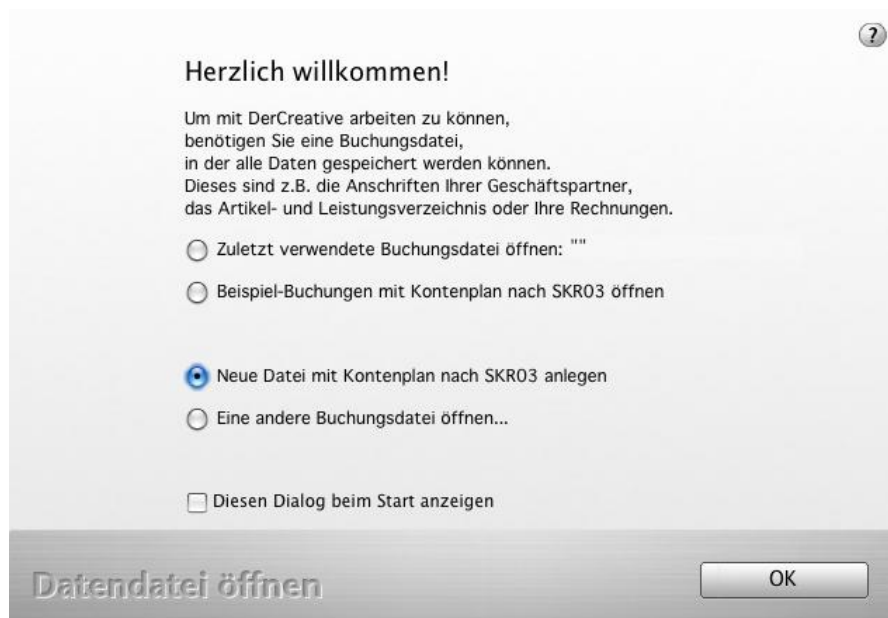 ?
Herzlich willkommen!
Um mit DerCreative arbeiten zu können,
benötigen Sie eine Buchungsdatei,
in der alle Daten gespeichert werden können.
Dieses sind z.B. die Anschriften Ihrer Geschäftspartner,
das Artikel- und Leistungsverzeichnis oder Ihre Rechnungen.
Zuletzt verwendete Buchungsdatei öffnen: ""
Beispiel-Buchungen mit Kontenplan nach SKR03 öffnen
Neue Datei mit Kontenplan nach SKR03 anlegen
Eine andere Buchungsdatei öffnen...
Diesen Dialog beim Start anzeigen
Datendatei öffnen
OK